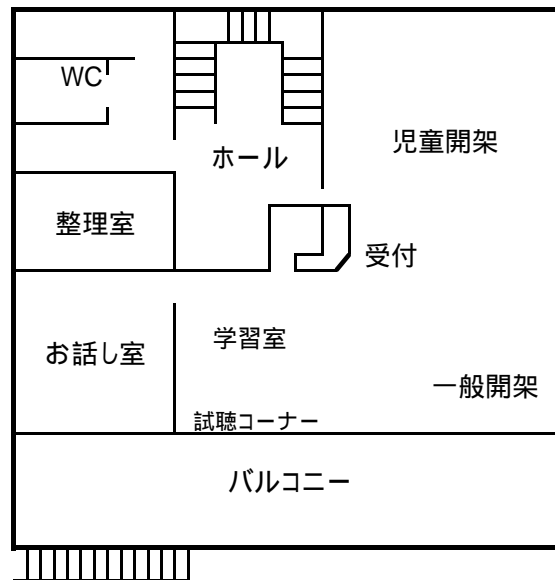 WC
ホール
児童開架
整理室
受付
お話し室
学習室
一般開架
試聴コーナー
バルコニー